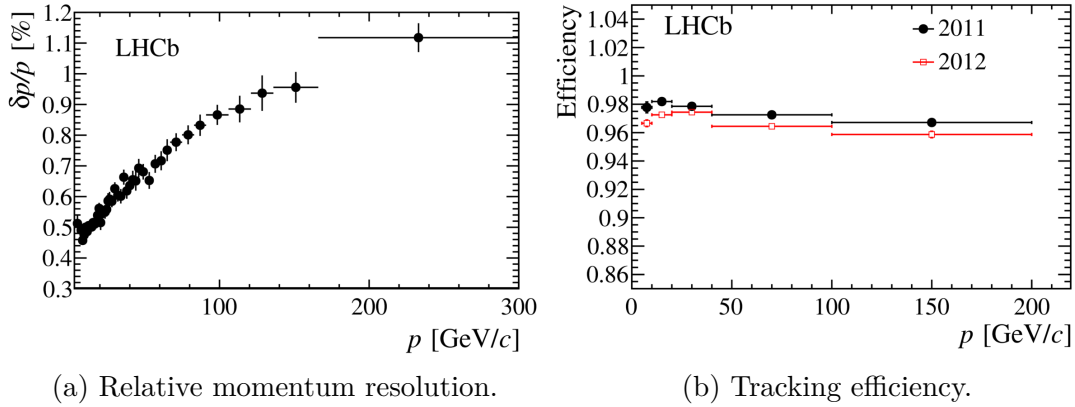 δp/p [%]
LHCb
1.2
1.1
1
0.9
0.8
0.7
0.6
0.5
0.4
0.3
100 200 300
p [GeV/c]
(a) Relative momentum resolution.
Efficiency
LHCb
2011
2012
1.04
1.02
1
0.98
0.96
0.94
0.92
0.9
0.88
0.86
0 50 100 150 200
p [GeV/c]
(b) Tracking efficiency.